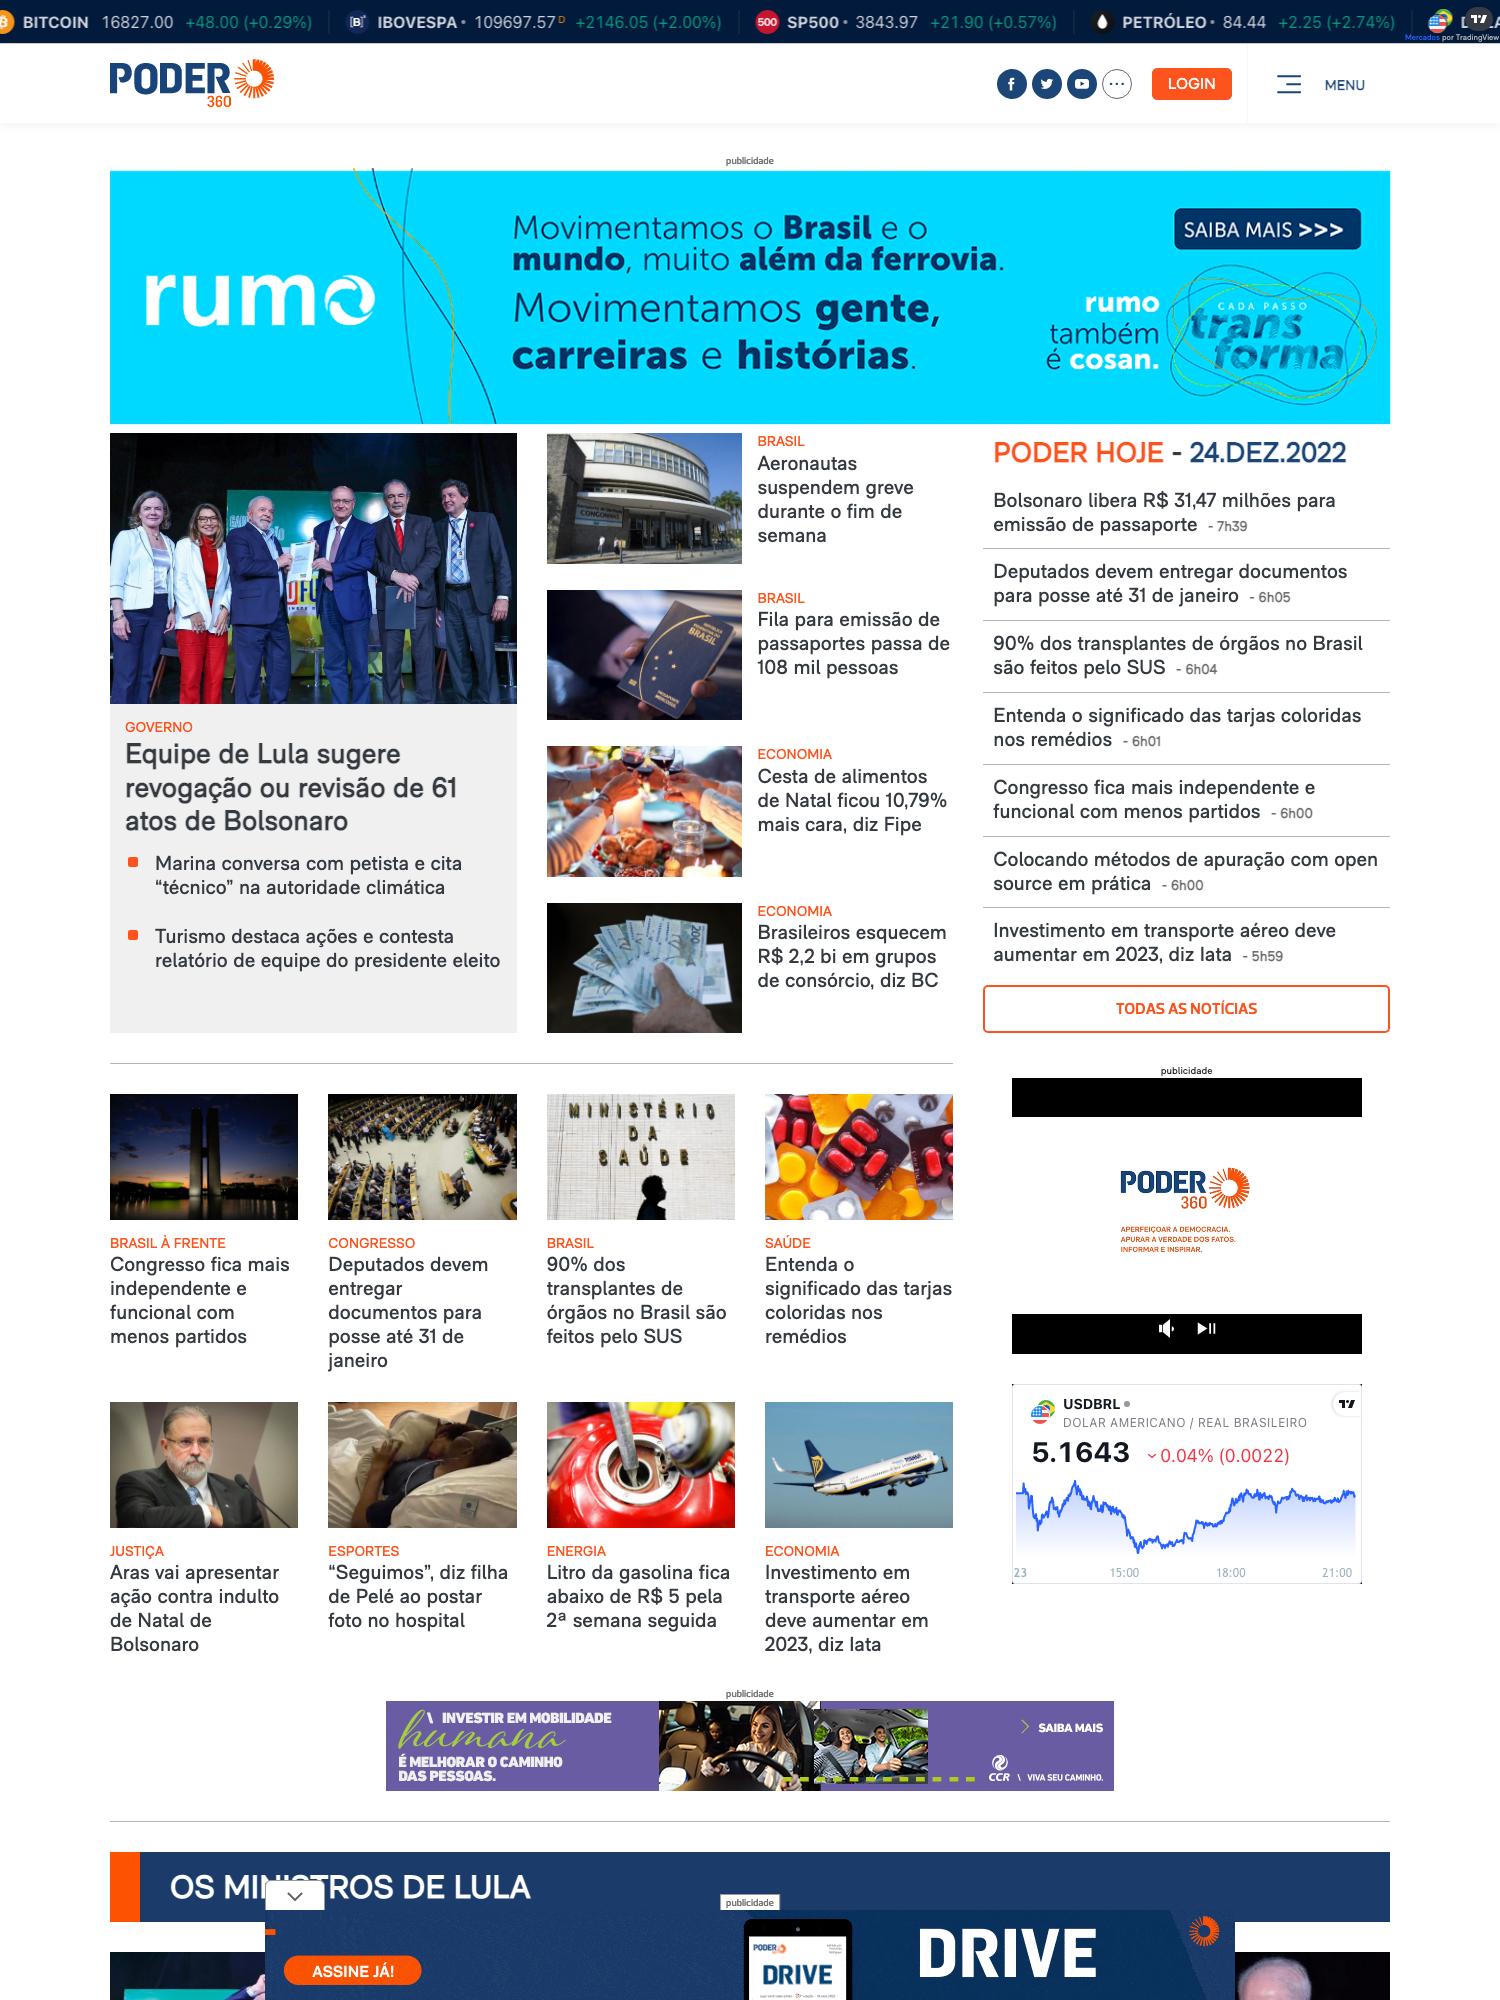 BITCOIN 16827.00 +48.00 (+0.29%) IBOVESPA 109697.57 D +2146.05 (+2.00%) 500 SP500 3843.97 +21.90 (+0.57%) PETRÓLEO 84.44 +2.25 (+2.74%)
Mercados por TradingView
PODER
360
LOGIN
MENU
publicidade
rumo
Movimentamos o Brasil e o
mundo, muito além da ferrovia.
Movimentamos gente,
carreiras e histórias.
SAIBA MAIS >>>
rumo
também
é cosan.
CADA PASSO
trans
forma
GOVERNO
Equipe de Lula sugere
revogação ou revisão de 61
atos de Bolsonaro
Marina conversa com petista e cita
“técnico” na autoridade climática
Turismo destaca ações e contesta
relatório de equipe do presidente eleito
BRASIL
Aeronautas
suspendem greve
durante o fim de
semana
BRASIL
Fila para emissão de
passaportes passa de
108 mil pessoas
BRASIL
ECONOMIA
Cesta de alimentos
de Natal ficou 10,79%
mais cara, diz Fipe
ECONOMIA
Brasileiros esquecem
R$ 2,2 bi em grupos
de consórcio, diz BC
PODER HOJE - 24.DEZ.2022
Bolsonaro libera R$ 31,47 milhões para
emissão de passaporte - 7h39
Deputados devem entregar documentos
para posse até 31 de janeiro - 6h05
90% dos transplantes de órgãos no Brasil
são feitos pelo SUS - 6h04
Entenda o significado das tarjas coloridas
nos remédios - 6h01
Congresso fica mais independente e
funcional com menos partidos - 6h00
Colocando métodos de apuração com open
source em prática - 6h00
Investimento em transporte aéreo deve
aumentar em 2023, diz Iata - 5h59
TODAS AS NOTÍCIAS
MINISTÉRIO
DA
SAÚDE
BRASIL À FRENTE
Congresso fica mais
independente e
funcional com
menos partidos
CONGRESSO
Deputados devem
entregar
documentos para
posse até 31 de
janeiro
BRASIL
90% dos
transplantes de
órgãos no Brasil são
feitos pelo SUS
SAÚDE
Entenda o
significado das tarjas
coloridas nos
remédios
JUSTIÇA
Aras vai apresentar
ação contra indulto
de Natal de
Bolsonaro
ESPORTES
“Seguimos”, diz filha
de Pelé ao postar
foto no hospital
ENERGIA
Litro da gasolina fica
abaixo de R$ 5 pela
2ª semana seguida
ECONOMIA
Investimento em
transporte aéreo
deve aumentar em
2023, diz Iata
publicidade
PODER
360
APERFEIÇOAR A DEMOCRACIA.
APURAR A VERDADE DOS FATOS.
INFORMAR E INSPIRAR.
USDBRL
DOLAR AMERICANO / REAL BRASILEIRO
5.1643 0.04% (0.0022)
23 15:00 18:00 21:00
publicidade
\ INVESTIR EM MOBILIDADE
humana
É MELHORAR O CAMINHO
DAS PESSOAS.
SAIBA MAIS
CCR \ VIVA SEU CAMINHO.
OS MINISTROS DE LULA
publicidade
ASSINE JÁ!
PODER
360
DRIVE
DRIVE